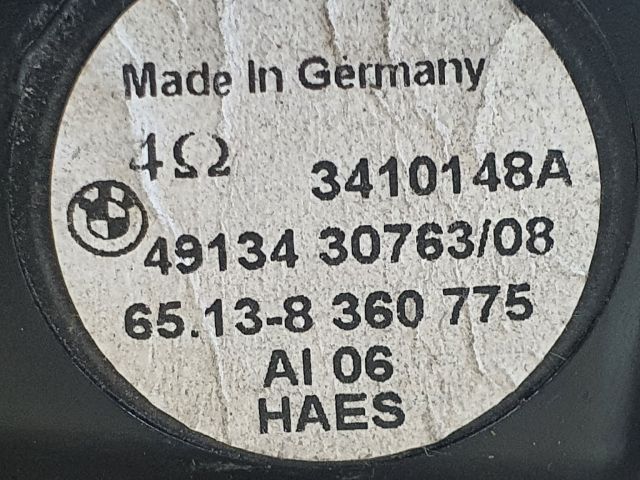 Made In Germany
4Ω 3410148A
49134 30763/08
65.13-8 360 775
AI 06
HAES